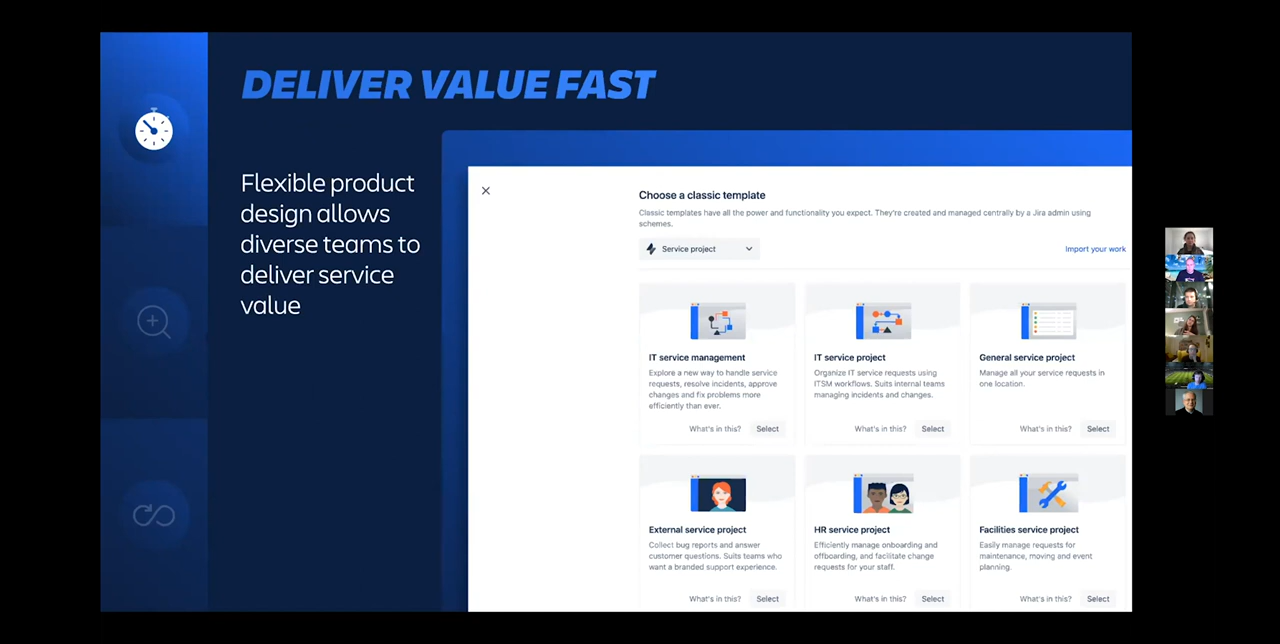 DELIVER VALUE FAST
Flexible product
design allows
diverse teams to
deliver service
value
Choose a classic template
Classic templates have all the power and functionality you expect. They're created and managed centrally by a Jira admin using
schemes.
Service project
Import your work
IT service management
Explore a new way to handle service
requests, resolve incidents, approve
changes and fix problems more
efficiently than ever.
What's in this? Select
IT service project
Organize IT service requests using
ITSM workflows. Suits internal teams
managing incidents and changes.
What's in this? Select
General service project
Manage all your service requests in
one location.
What's in this? Select
External service project
Collect bug reports and answer
customer questions. Suits teams who
want a branded support experience.
What's in this? Select
HR service project
Efficiently manage onboarding and
offboarding, and facilitate change
requests for your staff.
What's in this? Select
Facilities service project
Easily manage requests for
maintenance, moving and event
planning.
What's in this? Select